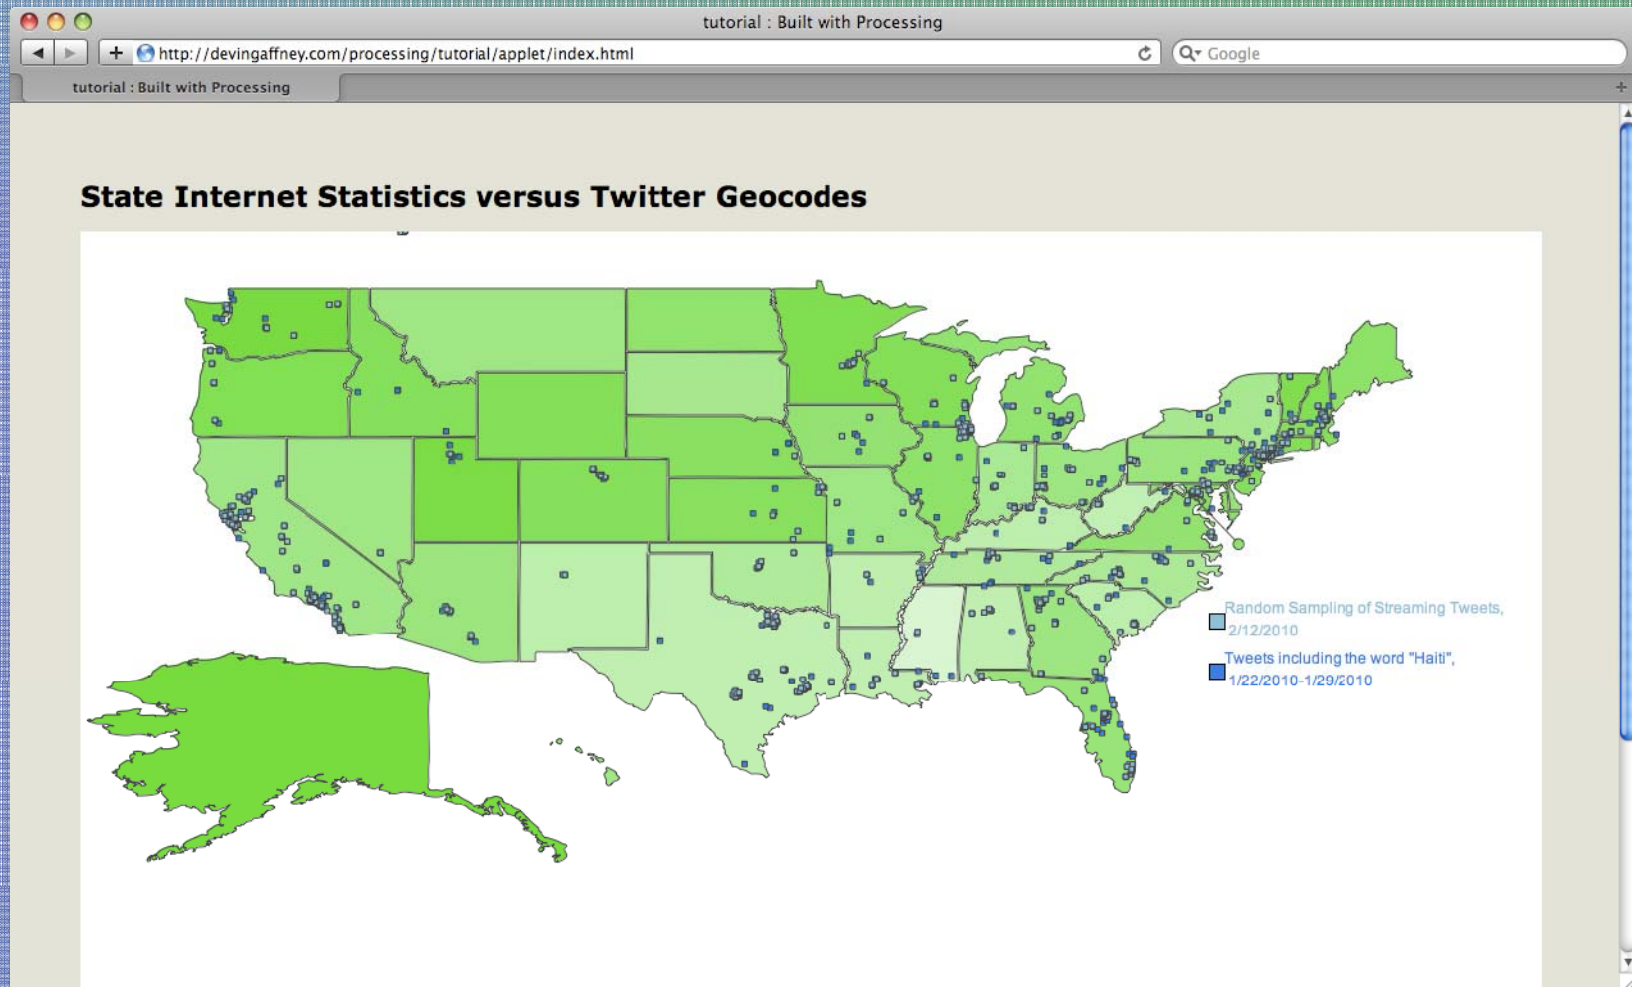 tutorial : Built with Processing
http://devingaffney.com/processing/tutorial/applet/index.html
Google
tutorial : Built with Processing
State Internet Statistics versus Twitter Geocodes
Random Sampling of Streaming Tweets,
2/12/2010
Tweets including the word "Haiti",
1/22/2010-1/29/2010